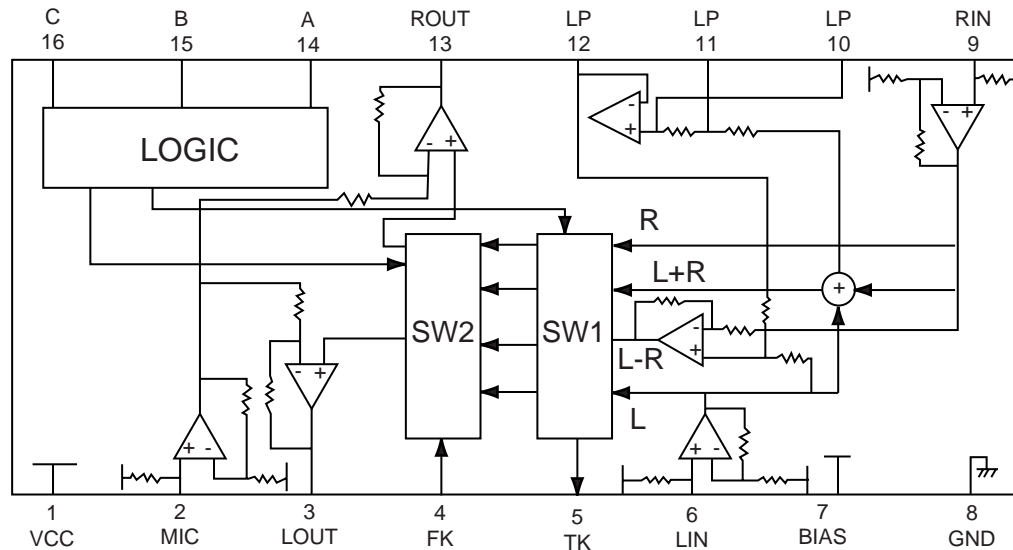 C B A ROUT LP LP LP RIN
16 15 14 13 12 11 10 9
- +
+
LOGIC
- +
- +
R
L+R
+
SW2 SW1
-
+
L-R
- +
L
+ -
+ -
1 2 3 4 5 6 7 8
VCC MIC LOUT FK TK LIN BIAS GND